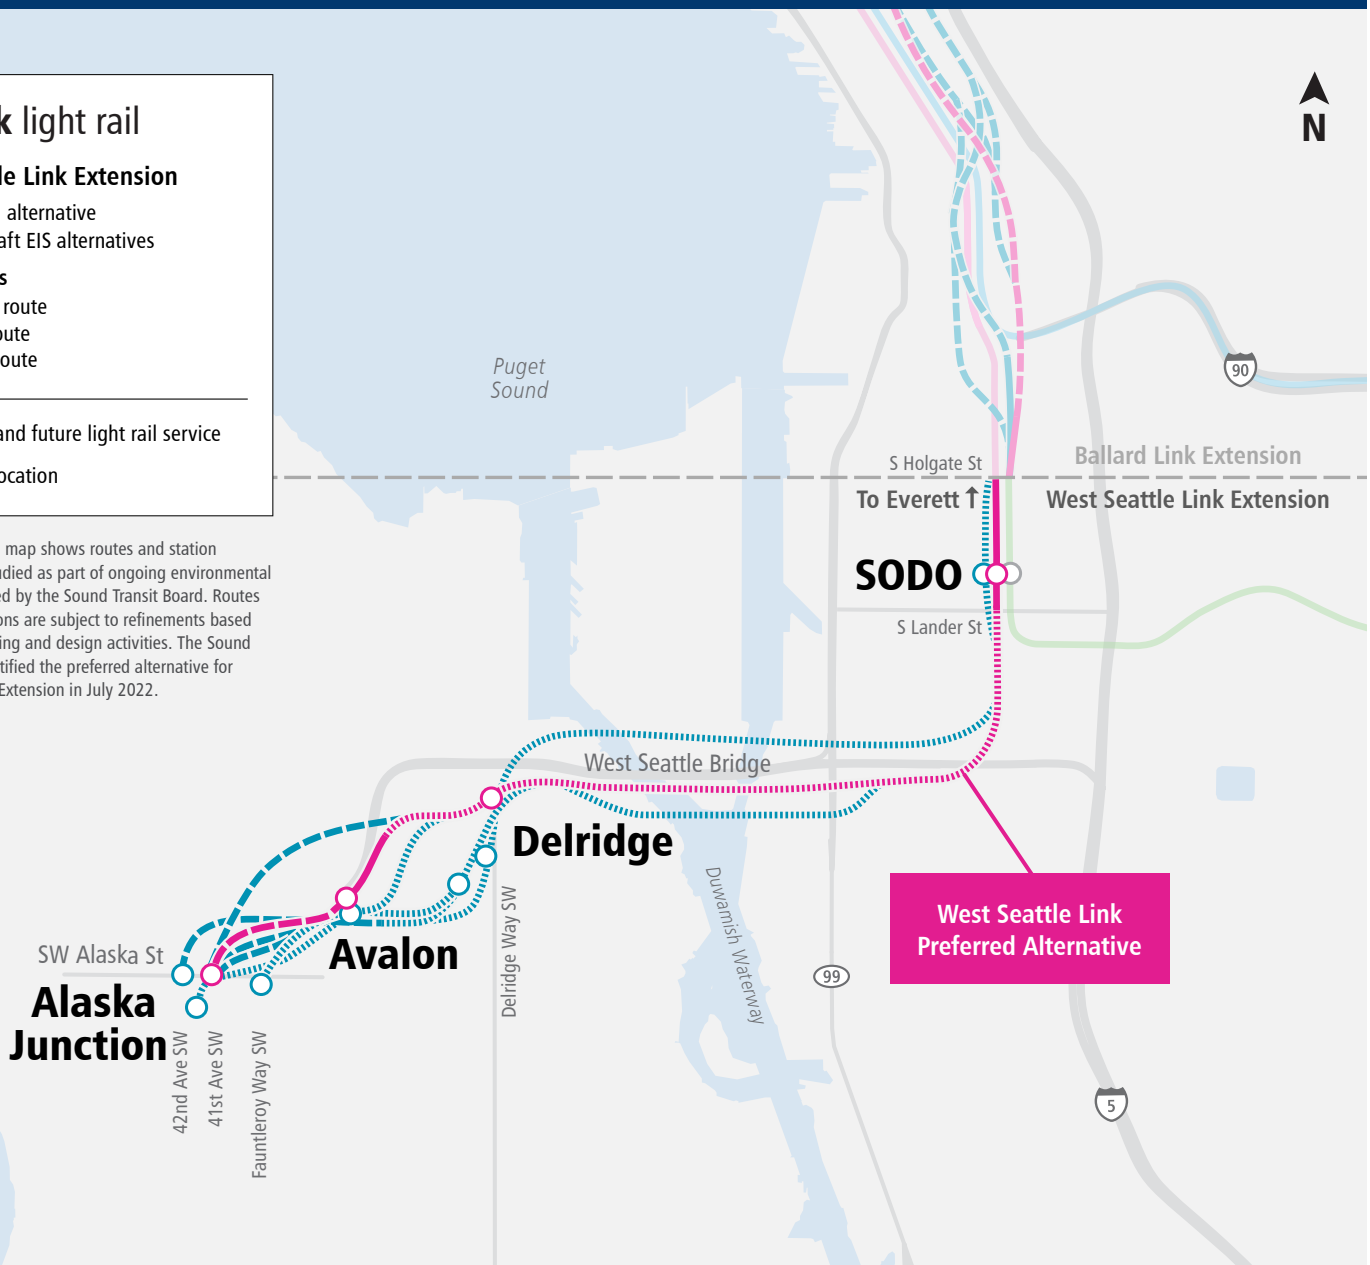 k light rail
le Link Extension
alternative
aft EIS alternatives
s
route
oute
oute
and future light rail service
ocation
map shows routes and station
udied as part of ongoing environmental
ed by the Sound Transit Board. Routes
ons are subject to refinements based
ing and design activities. The Sound
tified the preferred alternative for
Extension in July 2022.
N
Puget
Sound
90
S Holgate St
Ballard Link Extension
To Everett ↑
West Seattle Link Extension
SODO
S Lander St
West Seattle Bridge
Delridge
Duwamish Waterway
Delridge Way SW
West Seattle Link
Preferred Alternative
SW Alaska St
Avalon
99
Alaska
Junction
42nd Ave SW
41st Ave SW
Fauntleroy Way SW
5